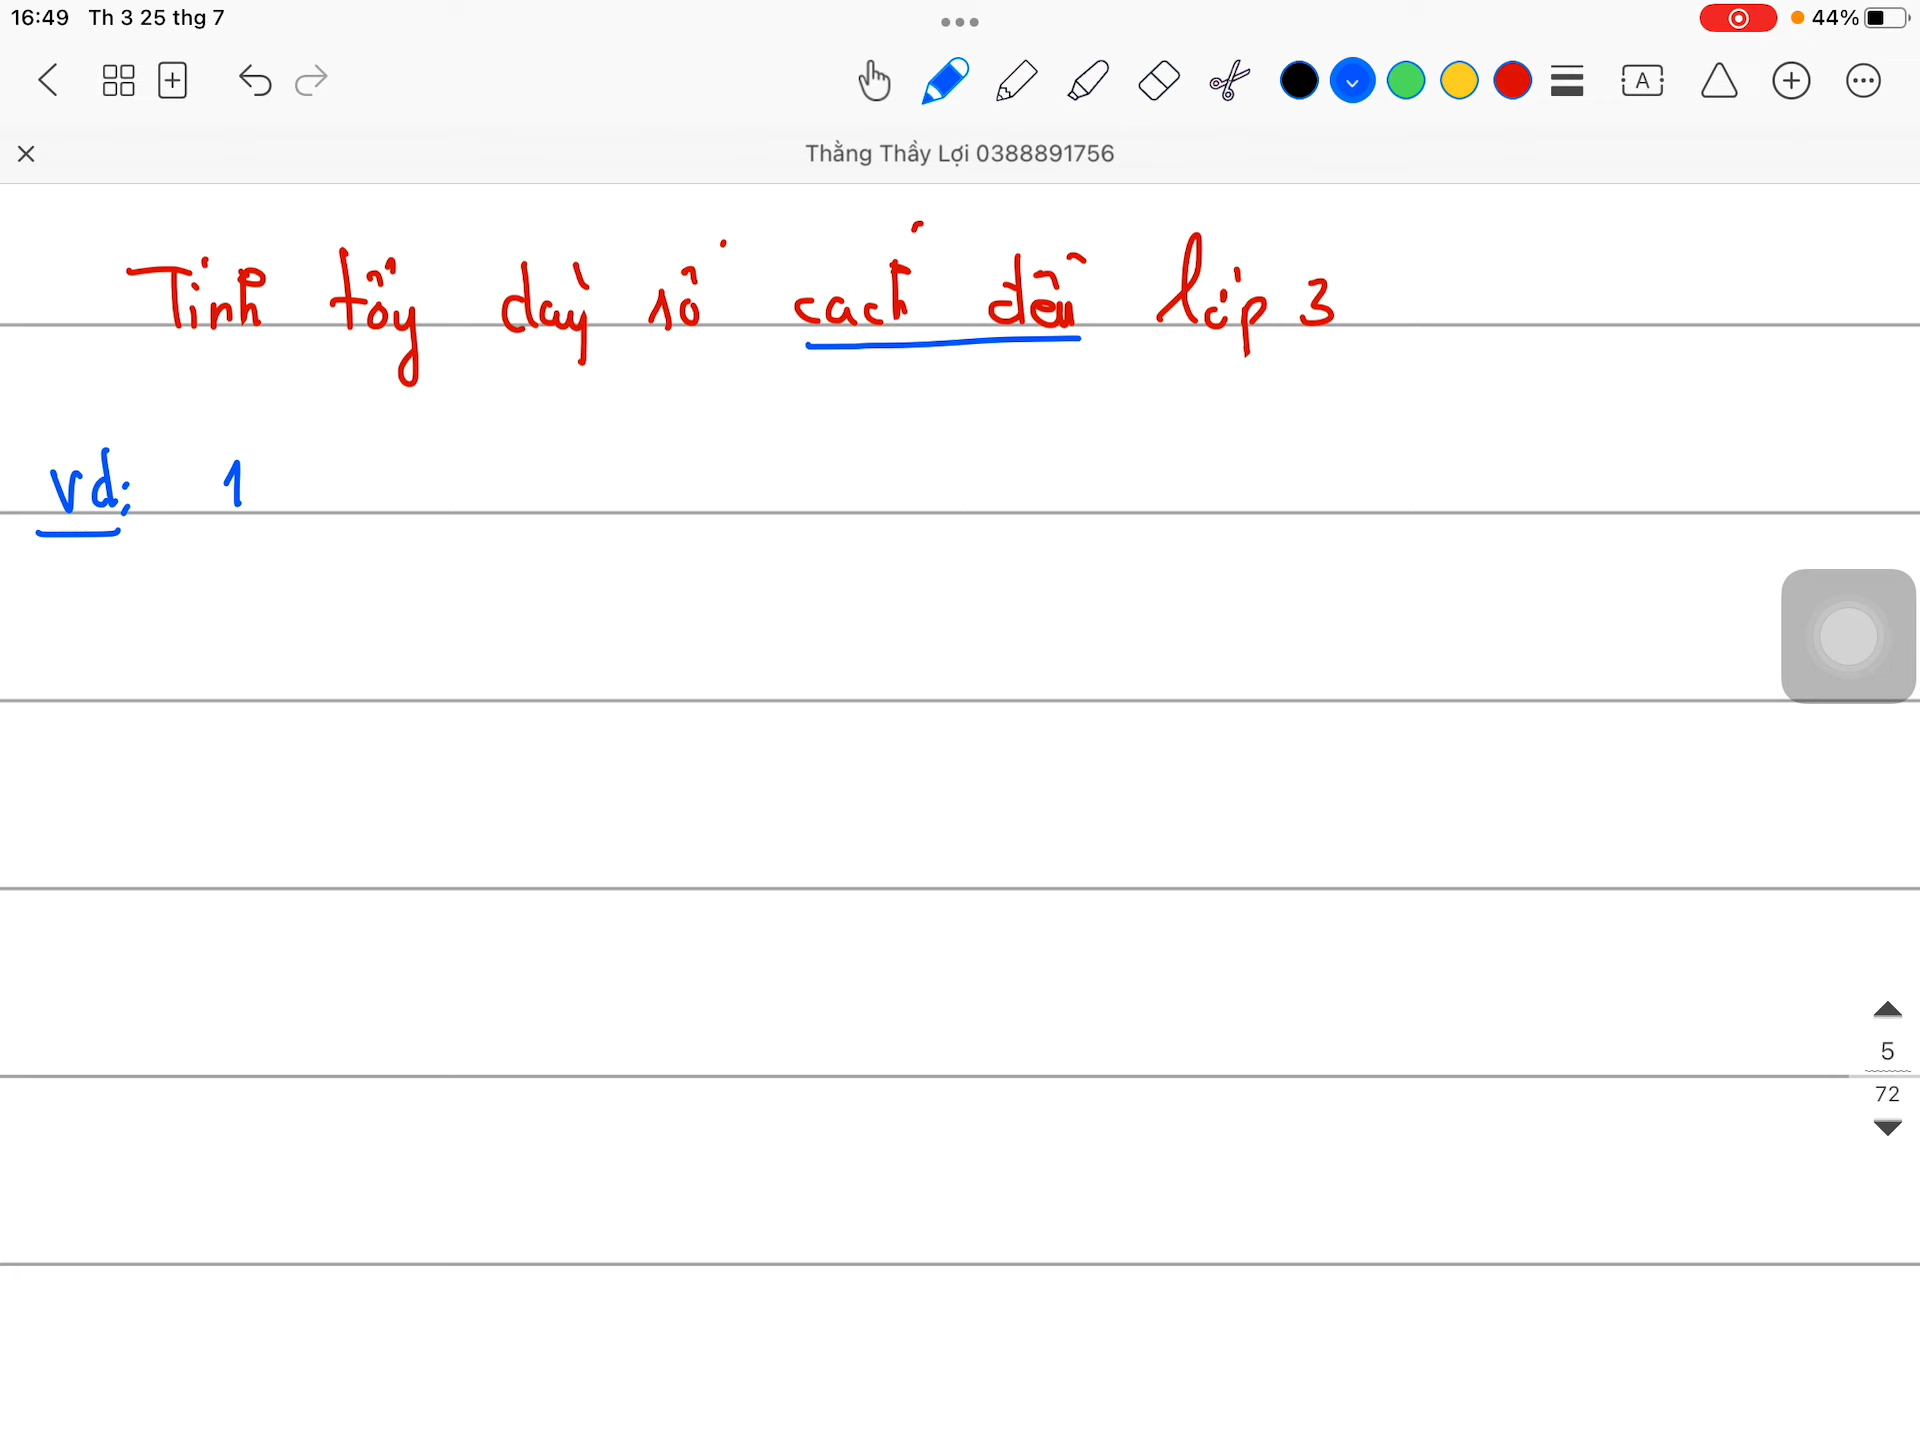 16:49 Th 3 25 thg 7
44%
A
Thằng Thầy Lợi 0388891756
Tính tổng dãy số cách đều lớp 3
vd: 1
5
72